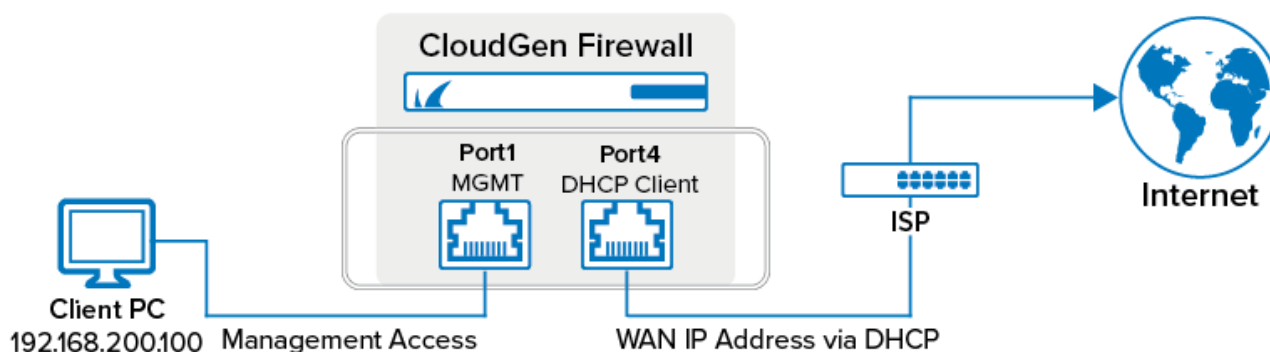 CloudGen Firewall
Port1
MGMT
Port4
DHCP Client
ISP
Internet
Client PC
192.168.200.100
Management Access
WAN IP Address via DHCP